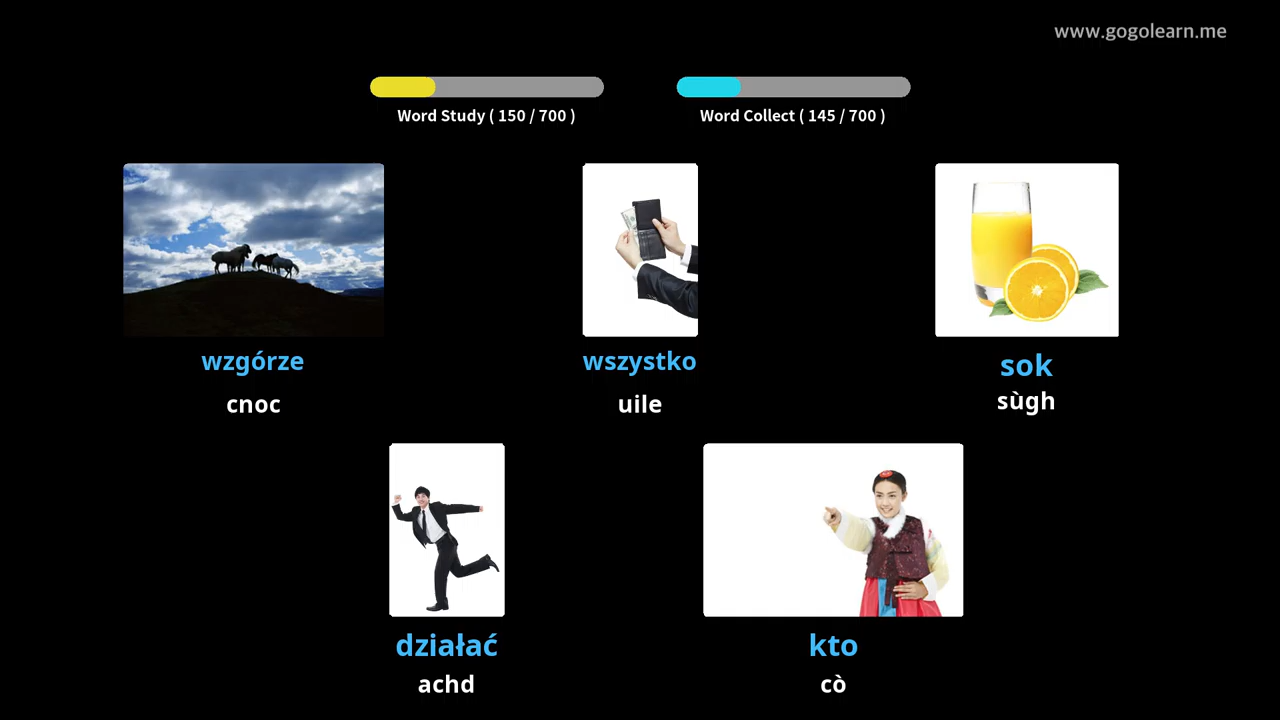 www.gogolearn.me
Word Study ( 150 / 700 )
Word Collect ( 145 / 700 )
wzgórze
cnoc
wszystko
uile
sok
sùgh
działać
achd
kto
cò